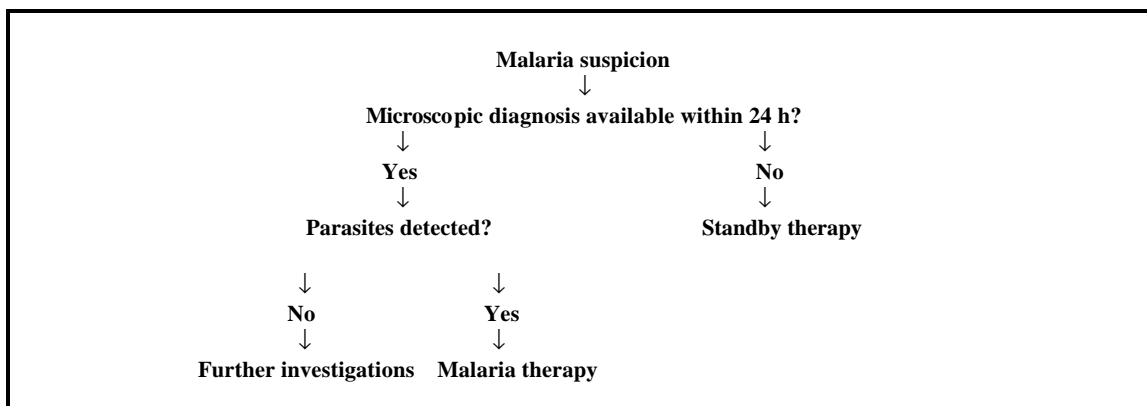 Malaria suspicion
↓
Microscopic diagnosis available within 24 h?
↓ ↓
Yes No
↓ ↓
Parasites detected? Standby therapy
↓ ↓
No Yes
↓ ↓
Further investigations Malaria therapy